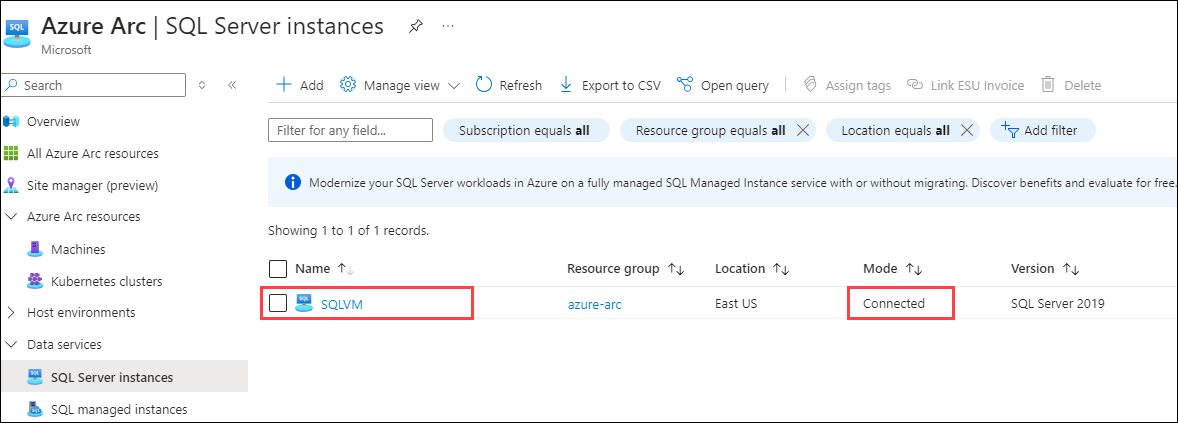 SQL
Azure Arc | SQL Server instances
...
Microsoft
Search
«
Add
Manage view
Refresh
Export to CSV
Open query
Assign tags
Link ESU Invoice
Delete
Overview
All Azure Arc resources
Site manager (preview)
Azure Arc resources
Machines
Kubernetes clusters
Host environments
Data services
SQL Server instances
SQL managed instances
Filter for any field...
Subscription equals all
Resource group equals all
Location equals all
Add filter
Modernize your SQL Server workloads in Azure on a fully managed SQL Managed Instance service with or without migrating. Discover benefits and evaluate for free.
Showing 1 to 1 of 1 records.
Name ↑↓ Resource group ↑↓ Location ↑↓ Mode ↑↓ Version ↑↓
SQLVM azure-arc East US Connected SQL Server 2019